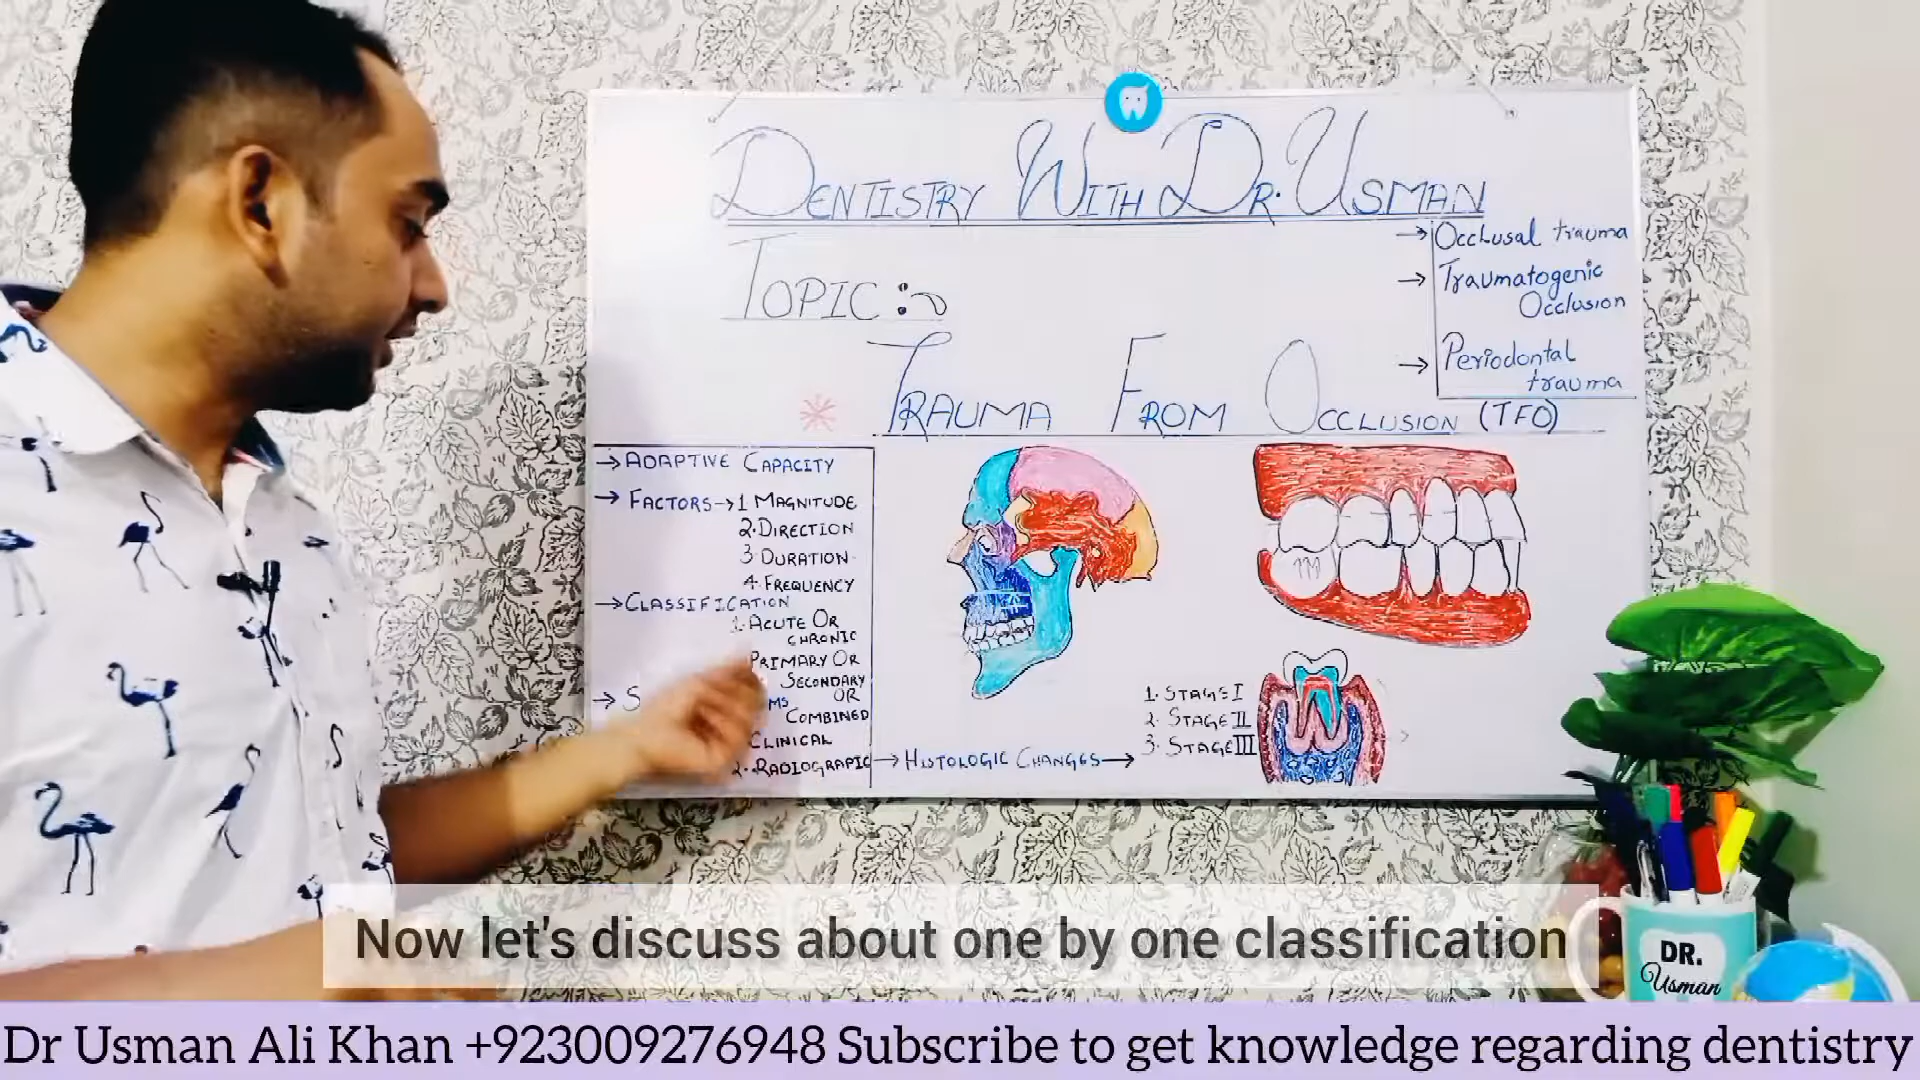 DENTISTRY WITH DR. USMAN
→ Occlusal trauma
→ Traumatogenic
Occlusion
→ Periodontal
trauma
TOPIC :~
* TRAUMA FROM OCCLUSION (TFO)
→ ADAPTIVE CAPACITY
→ FACTORS → 1 MAGNITUDE
2. DIRECTION
3 DURATION
4. FREQUENCY
→ CLASSIFICATION
1. ACUTE OR
CHRONIC
PRIMARY OR
SECONDARY
OR
COMBINED
→
CLINICAL
2. RADIOGRAPIC
→ HISTOLOGIC CHANGES →
1. STAGE I
2. STAGE II
3. STAGE III
DR.
Usman
Now let's discuss about one by one classification
Dr Usman Ali Khan +923009276948 Subscribe to get knowledge regarding dentistry